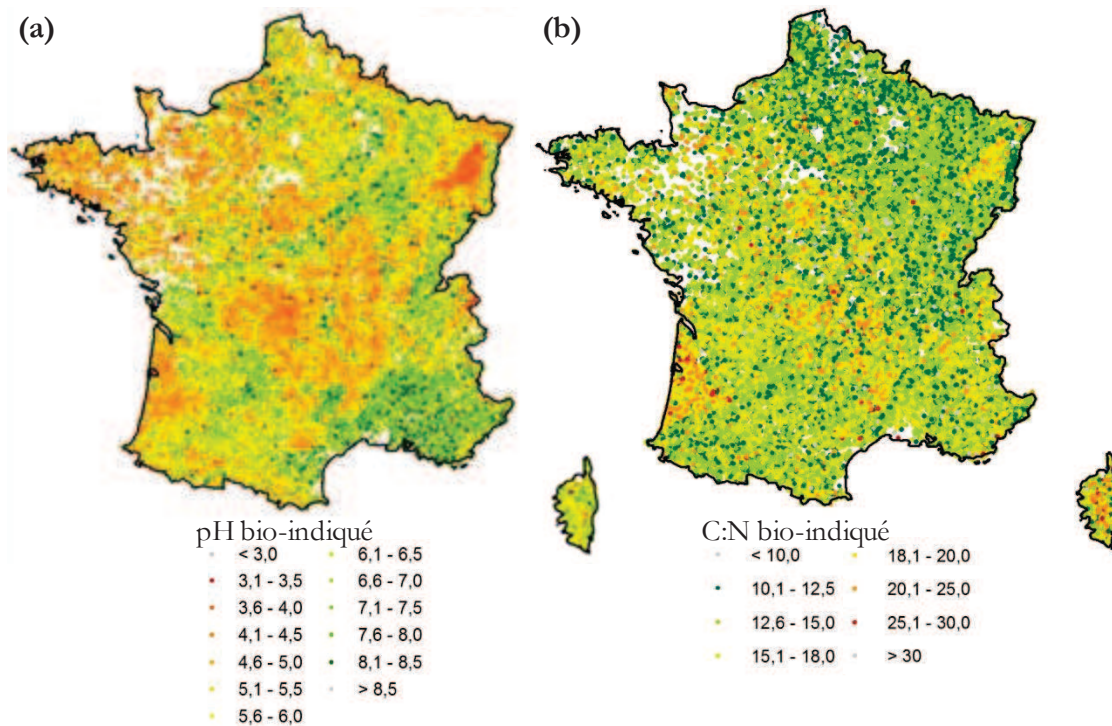 (a)
(b)
pH bio-indiqué
< 3,0
3,1 - 3,5
3,6 - 4,0
4,1 - 4,5
4,6 - 5,0
5,1 - 5,5
5,6 - 6,0
6,1 - 6,5
6,6 - 7,0
7,1 - 7,5
7,6 - 8,0
8,1 - 8,5
> 8,5
C:N bio-indiqué
< 10,0
10,1 - 12,5
12,6 - 15,0
15,1 - 18,0
18,1 - 20,0
20,1 - 25,0
25,1 - 30,0
> 30